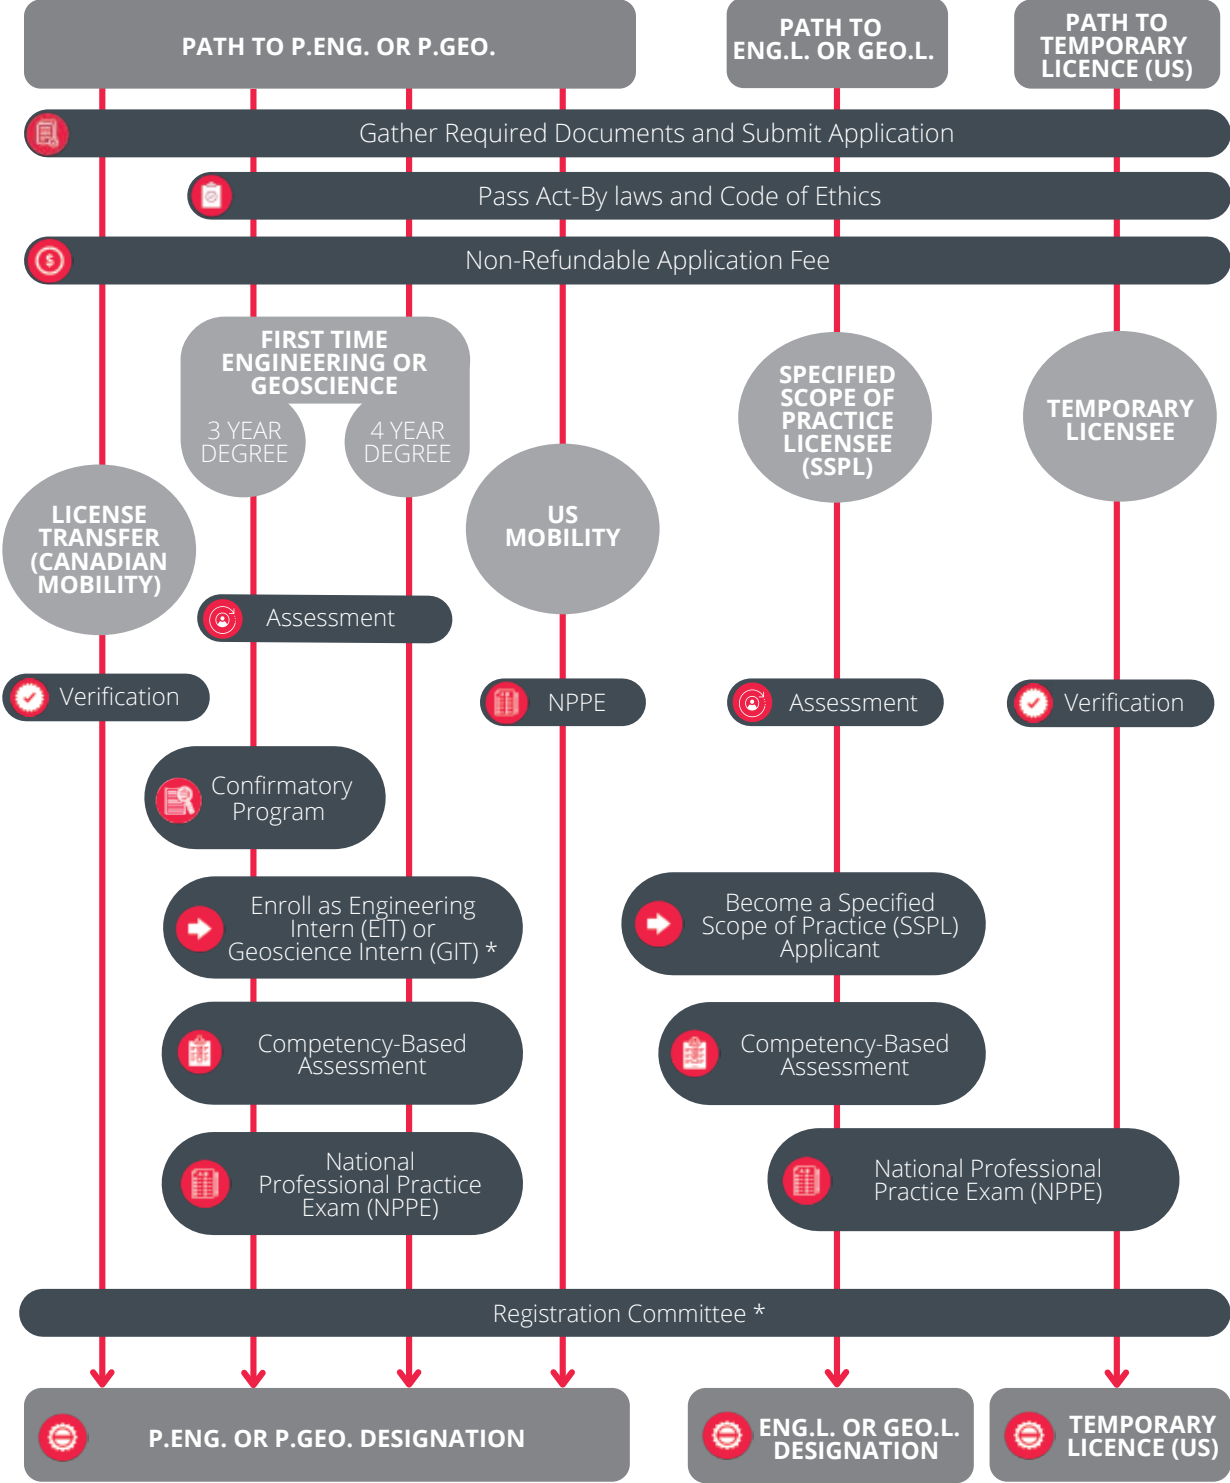 PATH TO P.ENG. OR P.GEO.
PATH TO
ENG.L. OR GEO.L.
PATH TO
TEMPORARY
LICENCE (US)
Gather Required Documents and Submit Application
Pass Act-By laws and Code of Ethics
Non-Refundable Application Fee
FIRST TIME
ENGINEERING OR
GEOSCIENCE
3 YEAR
DEGREE
4 YEAR
DEGREE
SPECIFIED
SCOPE OF
PRACTICE
LICENSEE
(SSPL)
TEMPORARY
LICENSEE
LICENSE
TRANSFER
(CANADIAN
MOBILITY)
US
MOBILITY
Assessment
Verification
NPPE
Assessment
Verification
Confirmatory
Program
Enroll as Engineering
Intern (EIT) or
Geoscience Intern (GIT) *
Become a Specified
Scope of Practice (SSPL)
Applicant
Competency-Based
Assessment
Competency-Based
Assessment
National
Professional Practice
Exam (NPPE)
National Professional
Practice Exam (NPPE)
Registration Committee *
P.ENG. OR P.GEO. DESIGNATION
ENG.L. OR GEO.L.
DESIGNATION
TEMPORARY
LICENCE (US)